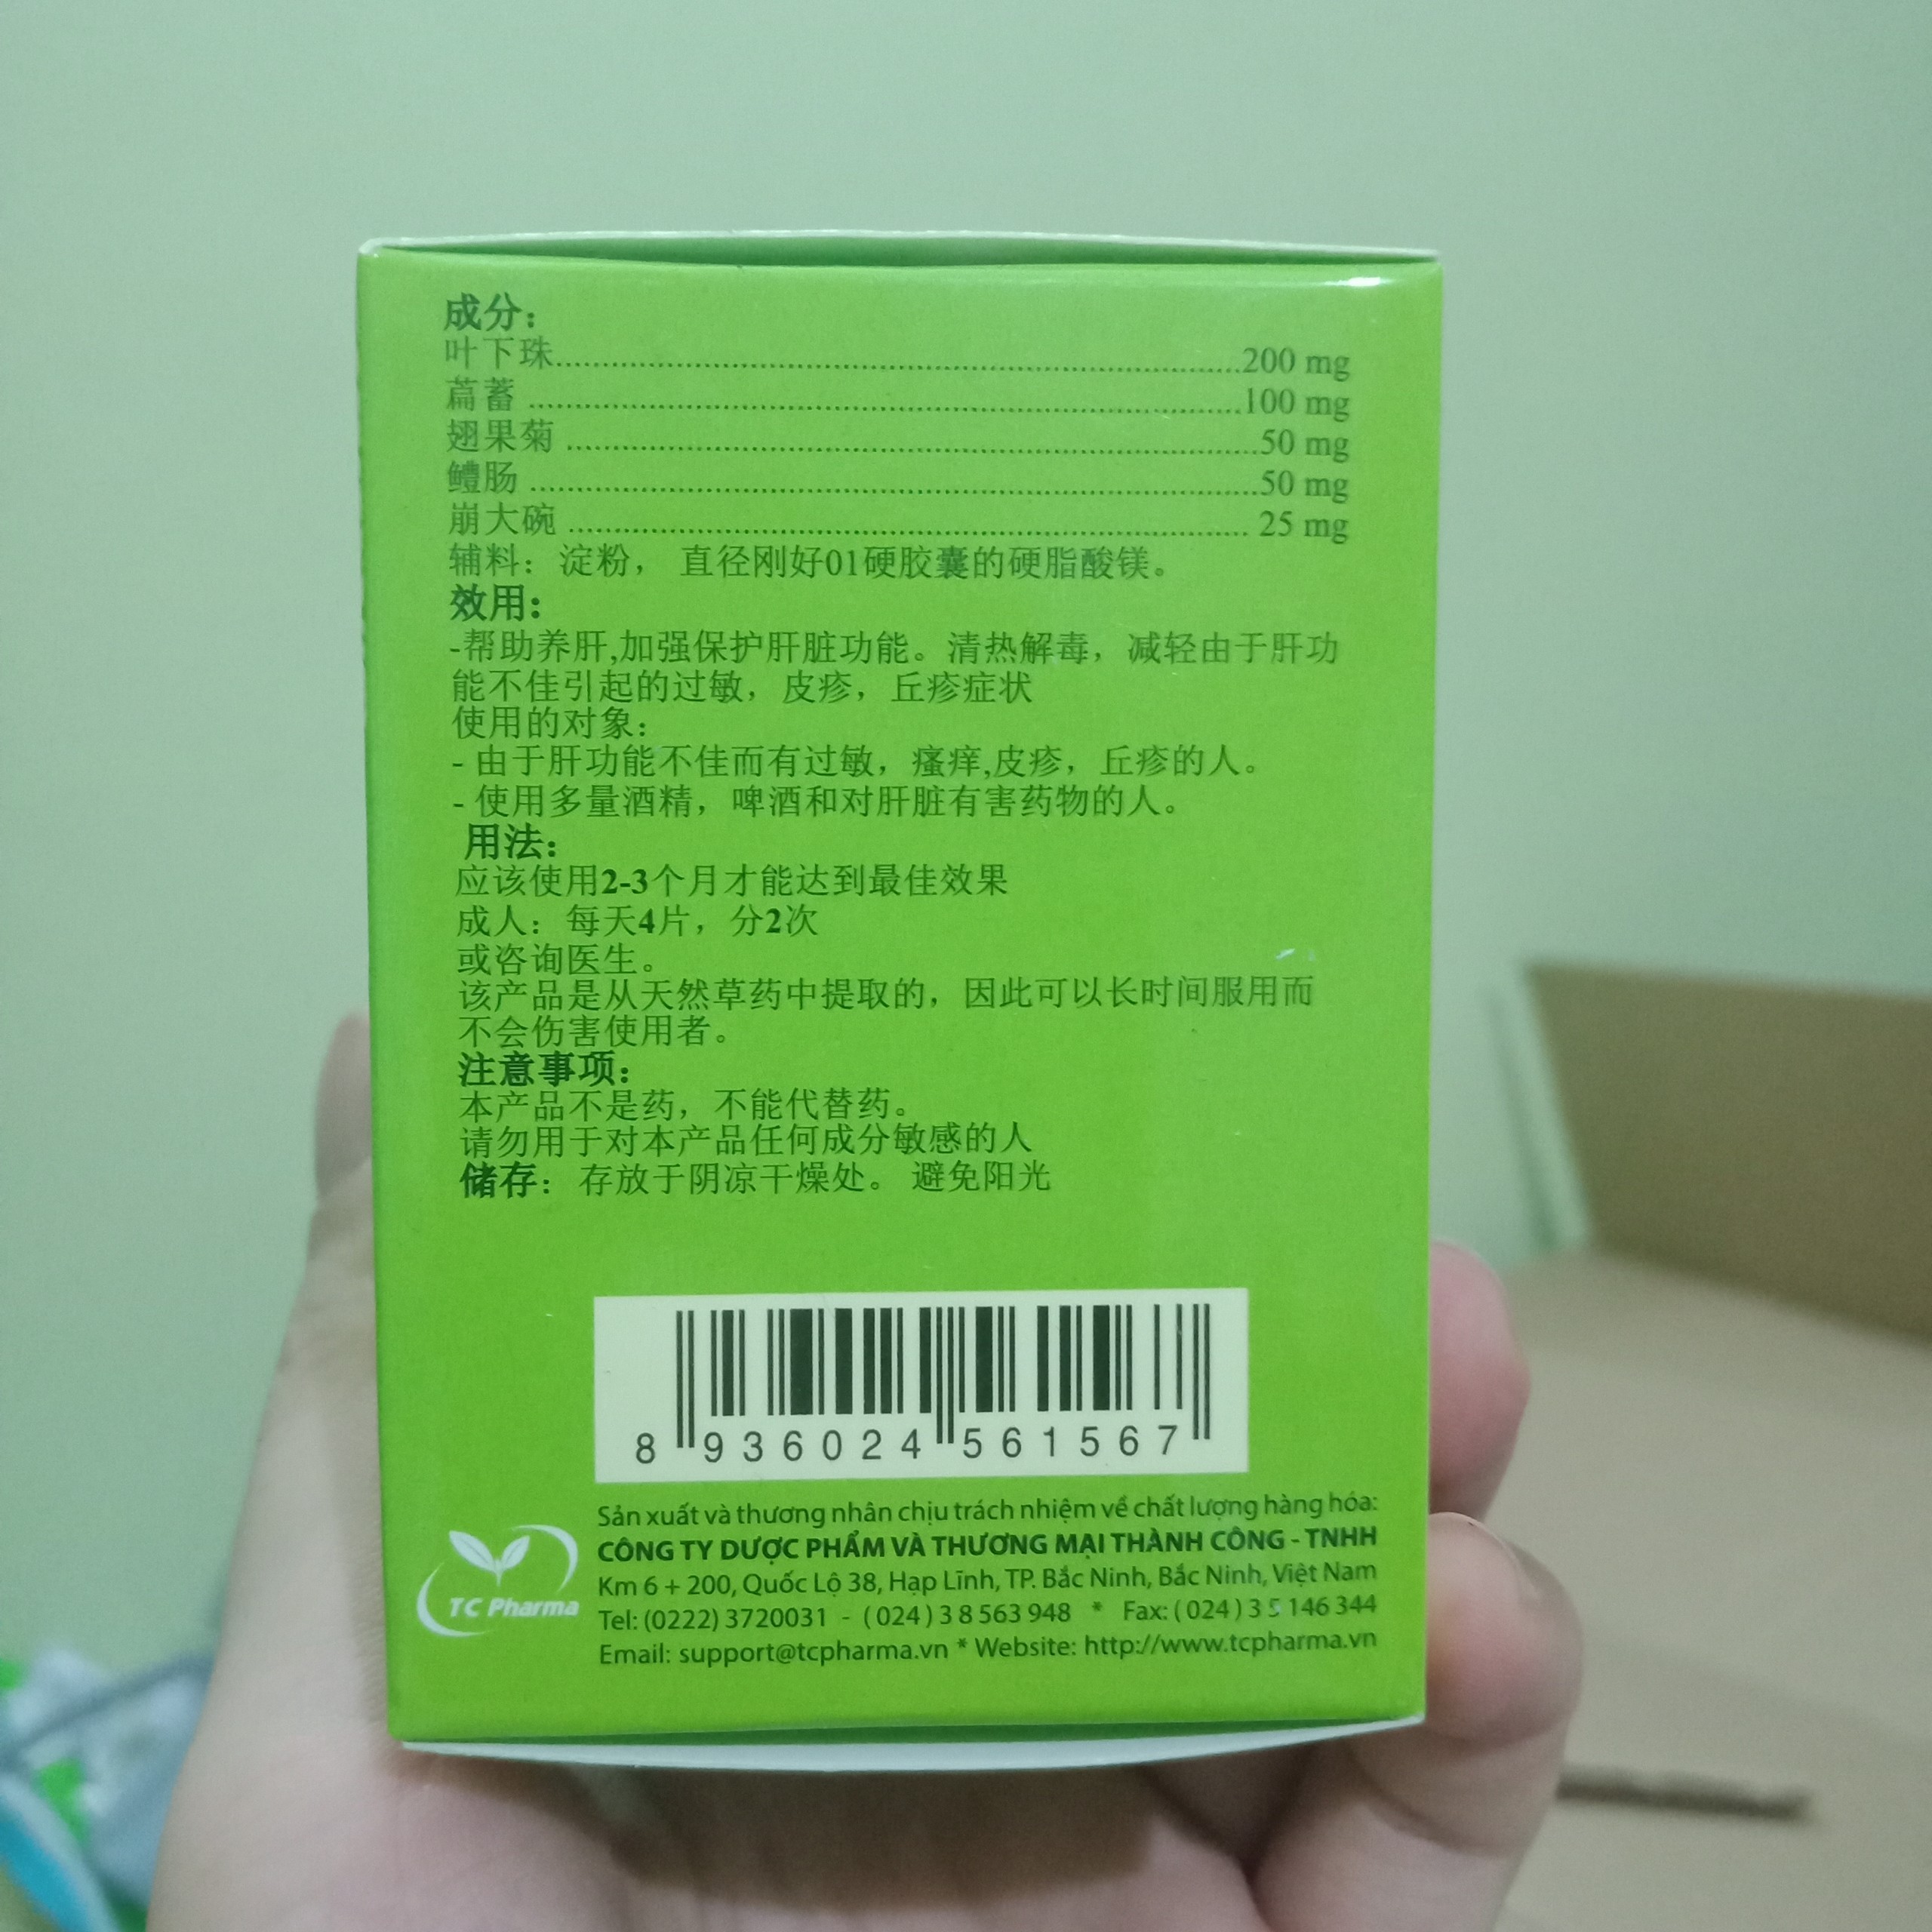 成分：
叶下珠..........200 mg
萹蓄..........100 mg
翅果菊..........50 mg
鳢肠..........50 mg
崩大碗.......... 25 mg
辅料：淀粉， 直径刚好01硬胶囊的硬脂酸镁。
效用：
-帮助养肝,加强保护肝脏功能。清热解毒，减轻由于肝功
能不佳引起的过敏，皮疹，丘疹症状
使用的对象：
- 由于肝功能不佳而有过敏，瘙痒,皮疹，丘疹的人。
- 使用多量酒精，啤酒和对肝脏有害药物的人。
用法：
应该使用2-3个月才能达到最佳效果
成人：每天4片，分2次
或咨询医生。
该产品是从天然草药中提取的，因此可以长时间服用而
不会伤害使用者。
注意事项：
本产品不是药，不能代替药。
请勿用于对本产品任何成分敏感的人
储存：存放于阴凉干燥处。 避免阳光
8 936024 561567
Sản xuất và thương nhân chịu trách nhiệm về chất lượng hàng hóa:
CÔNG TY DƯỢC PHẨM VÀ THƯƠNG MẠI THÀNH CÔNG - TNHH
Km 6 + 200, Quốc Lộ 38, Hạp Lĩnh, TP. Bắc Ninh, Bắc Ninh, Việt Nam
TC Pharma
Tel: (0222) 3720031 - (024) 38 563 948 * Fax: (024) 35 146 344
Email: support@tcpharma.vn * Website: http://www.tcpharma.vn